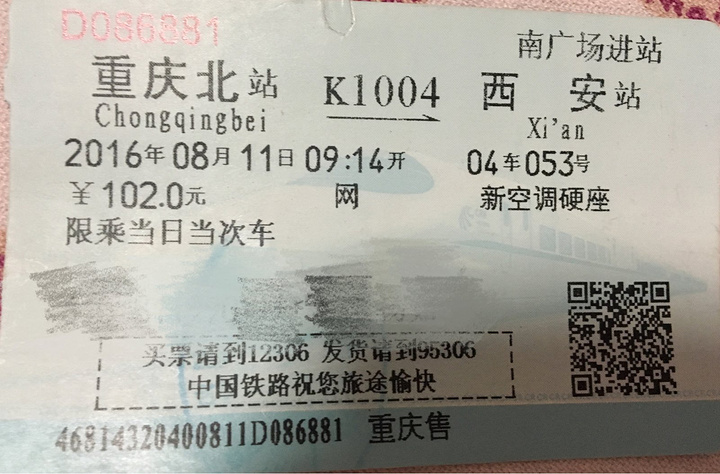 D086881
南广场进站
重庆北站 K1004 西安站
Chongqingbei Xi'an
2016年08月11日 09:14开 04车053号
¥102.0元 网 新空调硬座
限乘当日当次车
买票请到12306 发货请到95306
中国铁路祝您旅途愉快
46814320400811D086881 重庆售